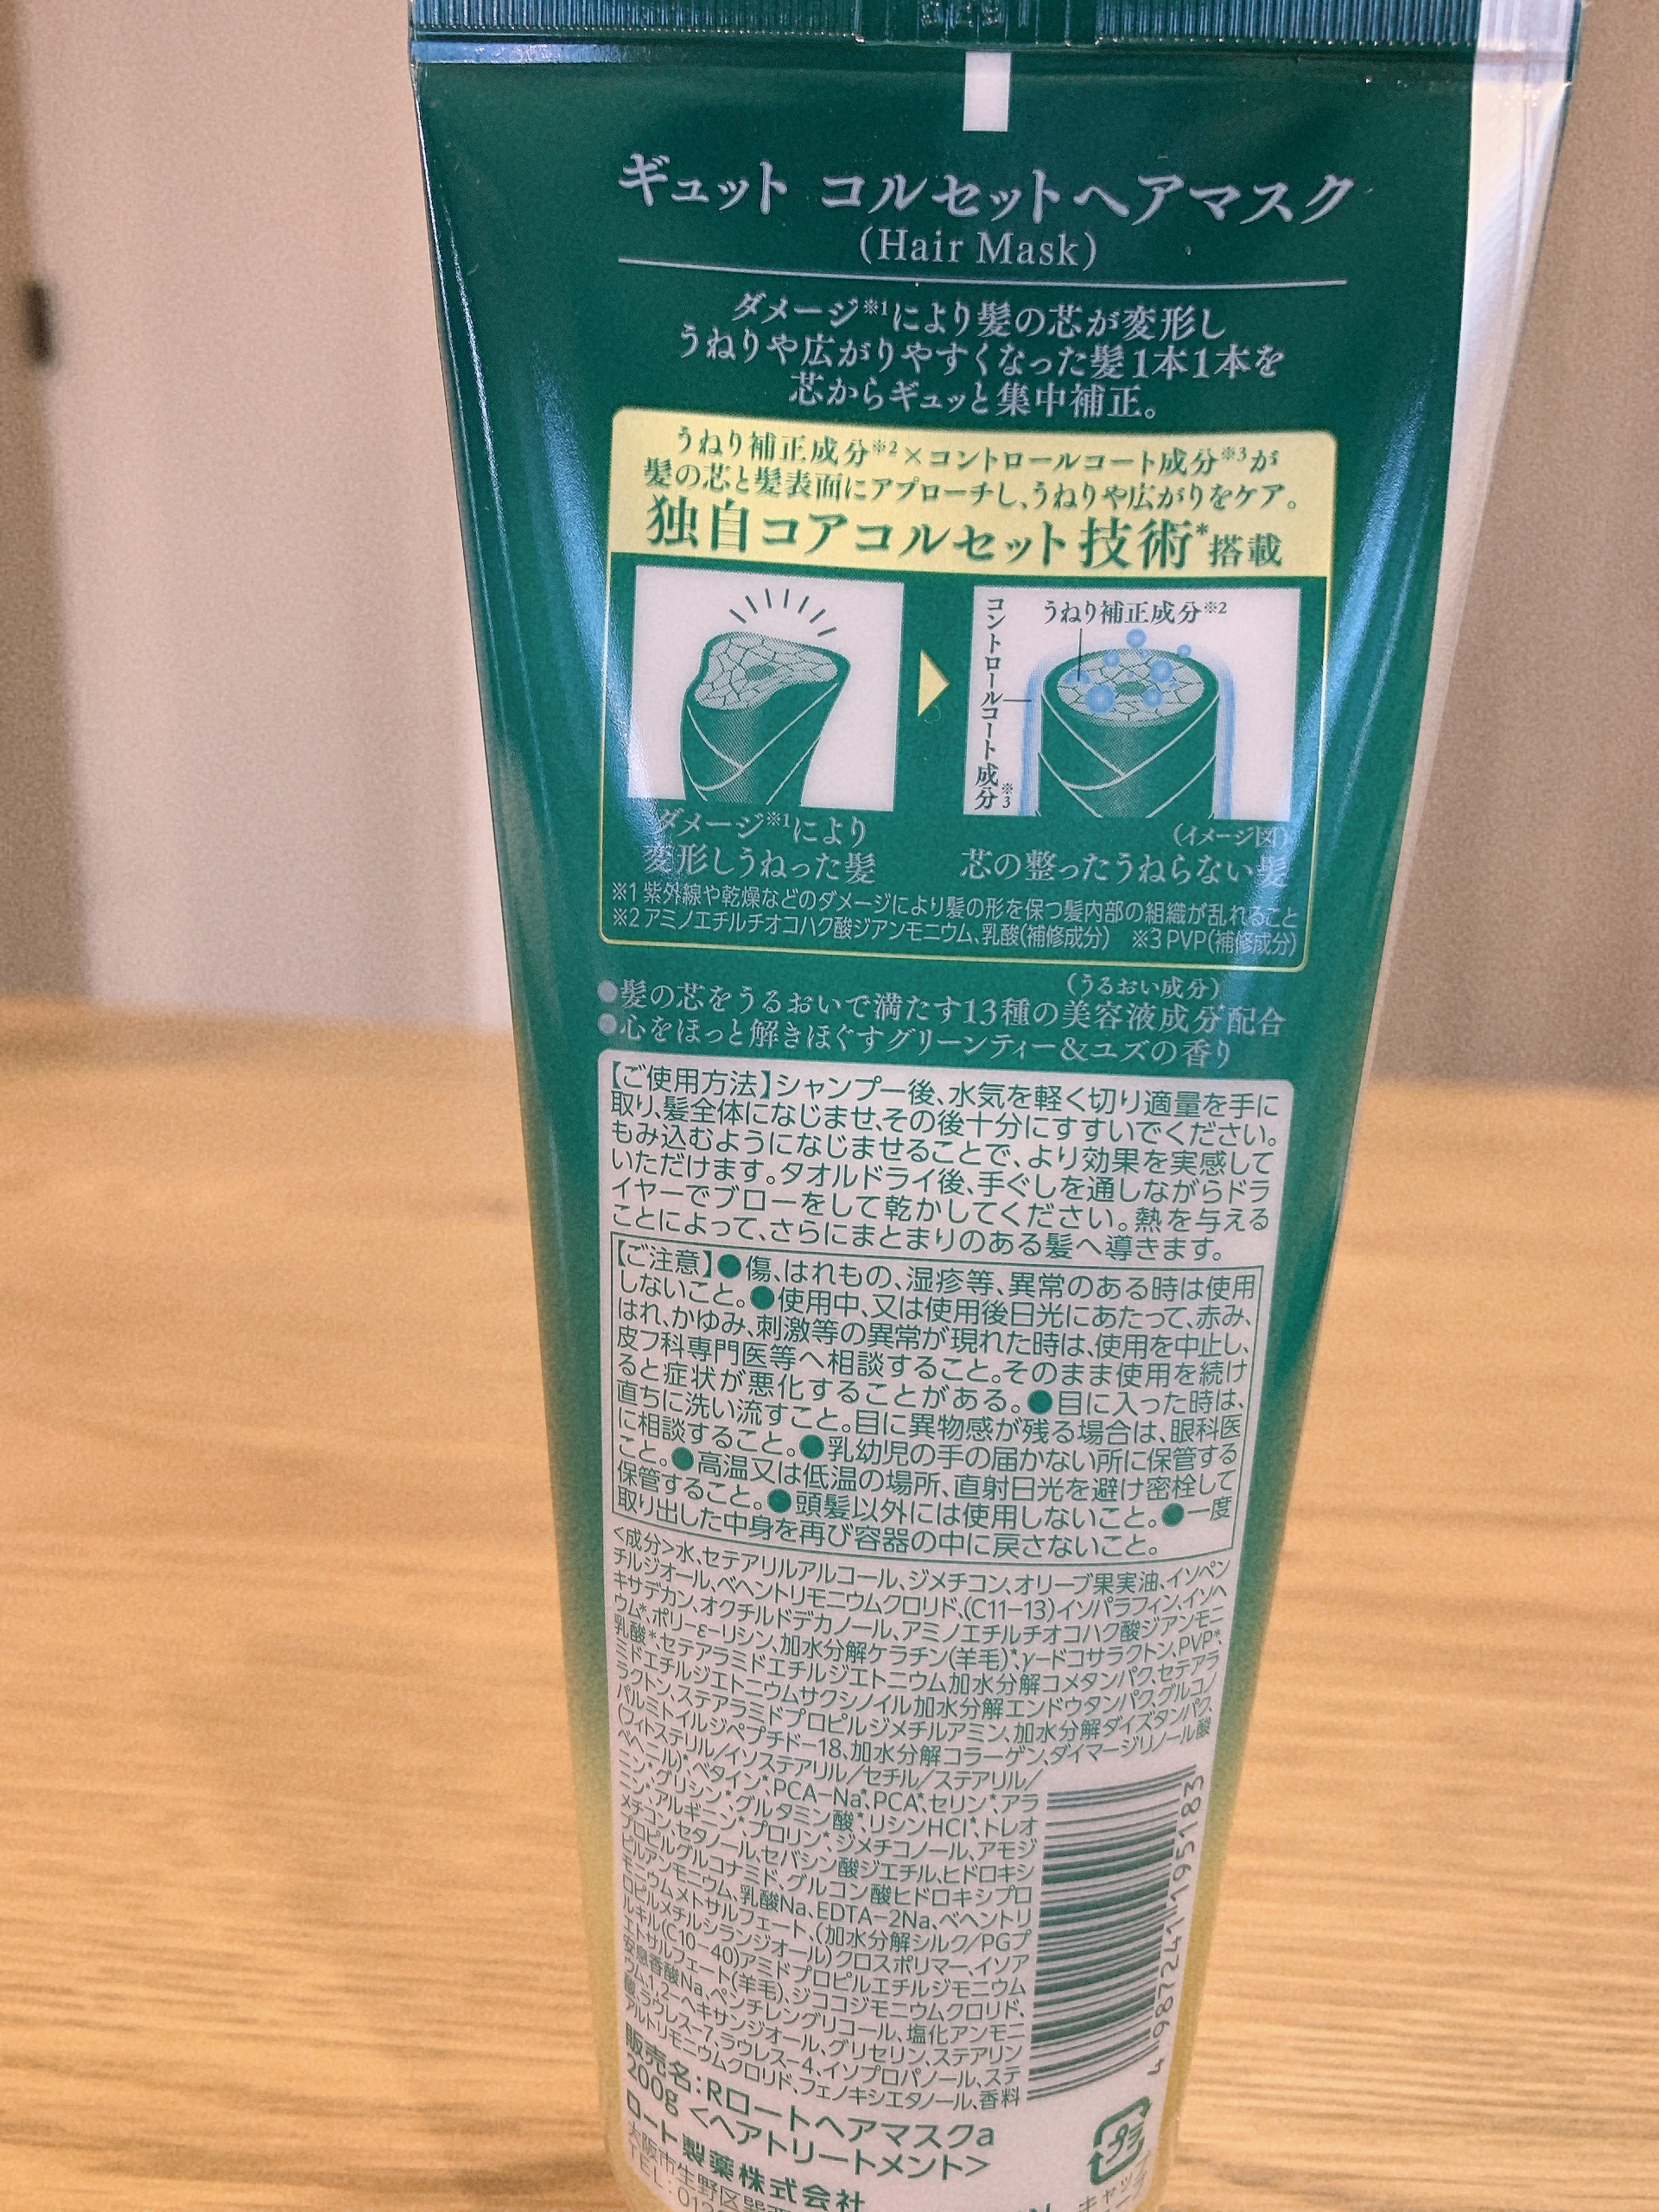 ギュット コルセットヘアマスク
(Hair Mask)
ダメージ※1により髪の芯が変形し
うねりや広がりやすくなった髪1本1本を
芯からギュッと集中補正。
うねり補正成分※2×コントロールコート成分※3が
髪の芯と髪表面にアプローチし、うねりや広がりをケア。
独自コアコルセット技術*搭載
コントロールコート成分※3
うねり補正成分※2
ダメージ※1により
変形しうねった髪
(イメージ図)
芯の整ったうねらない髪
※1 紫外線や乾燥などのダメージにより髪の形を保つ髪内部の組織が乱れること
※2 アミノエチルチオコハク酸ジアンモニウム、乳酸(補修成分) ※3 PVP(補修成分)
(うるおい成分)
●髪の芯をうるおいで満たす13種の美容液成分配合
●心をほっと解きほぐすグリーンティー&ユズの香り
【ご使用方法】シャンプー後、水気を軽く切り適量を手に
取り、髪全体になじませ、その後十分にすすいでください。
もみ込むようになじませることで、より効果を実感して
いただけます。タオルドライ後、手ぐしを通しながらドラ
イヤーでブローをして乾かしてください。熱を与える
ことによって、さらにまとまりのある髪へ導きます。
【ご注意】●傷、はれもの、湿疹等、異常のある時は使用
しないこと。●使用中、又は使用後日光にあたって、赤み、
はれ、かゆみ、刺激等の異常が現れた時は、使用を中止し、
皮フ科専門医等へ相談すること。そのまま使用を続け
ると症状が悪化することがある。●目に入った時は、
直ちに洗い流すこと。目に異物感が残る場合は、眼科医
に相談すること。●乳幼児の手の届かない所に保管する
こと。●高温又は低温の場所、直射日光を避け密栓して
保管すること。●頭髪以外には使用しないこと。●一度
取り出した中身を再び容器の中に戻さないこと。
<成分>水、セテアリルアルコール、ジメチコン、オリーブ果実油、イソペン
チルジオール、ベヘントリモニウムクロリド、(C11-13)イソパラフィン、イソヘ
キサデカン、オクチルドデカノール、アミノエチルチオコハク酸ジアンモニ
ウム*、ポリ-ε-リシン、加水分解ケラチン(羊毛)*、γ-ドコサラクトン、PVP*、
乳酸*、セテアラミドエチルジエトニウム加水分解コメタンパク、セテアラ
ミドエチルジエトニウムサクシノイル加水分解エンドウタンパク、グルコノ
ラクトン、ステアラミドプロピルジメチルアミン、加水分解ダイズタンパク、
パルミトイルジペプチド-18、加水分解コラーゲン、ダイマージリノール酸
(フィトステリル/イソステアリル/セチル/ステアリル/
ベヘニル)*、ベタイン*、PCA-Na*、PCA*、セリン*、アラ
ニン*、グリシン*、グルタミン酸*、リシンHCl*、トレオ
ニン*、アルギニン*、プロリン*、ジメチコノール、アモジ
メチコン、セタノール、セバシン酸ジエチル、ヒドロキシ
プロピルグルコナミド、グルコン酸ヒドロキシプロ
ピルアンモニウム、乳酸Na、EDTA-2Na、ベヘントリ
モニウムメトサルフェート、(加水分解シルク/PGプ
ロピルメチルシランジオール)クロスポリマー、イソア
ルキル(C10-40)アミドプロピルエチルジモニウム
エトサルフェート(羊毛)、ジココジモニウムクロリド、
安息香酸Na、ペンチレングリコール、塩化アンモニ
ウム、1,2-ヘキサンジオール、グリセリン、ステアリン
酸、ラウレス-7、ラウレス-4、イソプロパノール、ステ
アルトリモニウムクロリド、フェノキシエタノール、香料
4987241195183
販売名：Rロートヘアマスクa
200g <ヘアトリートメント>
ロート製薬株式会社
大阪市生野区巽
プラ
キャップ